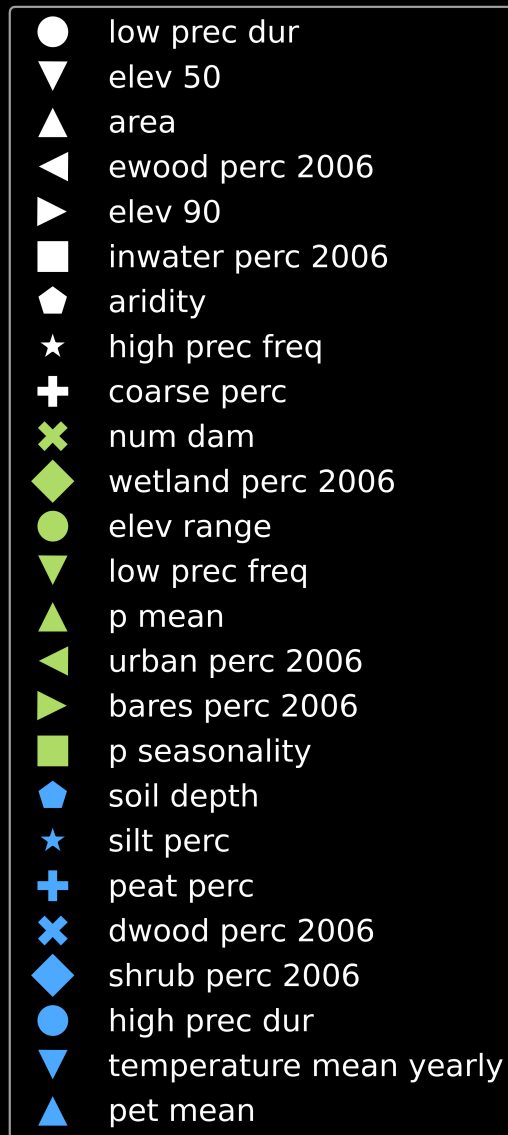 low prec dur
elev 50
area
ewood perc 2006
elev 90
inwater perc 2006
aridity
high prec freq
coarse perc
num dam
wetland perc 2006
elev range
low prec freq
p mean
urban perc 2006
bares perc 2006
p seasonality
soil depth
silt perc
peat perc
dwood perc 2006
shrub perc 2006
high prec dur
temperature mean yearly
pet mean